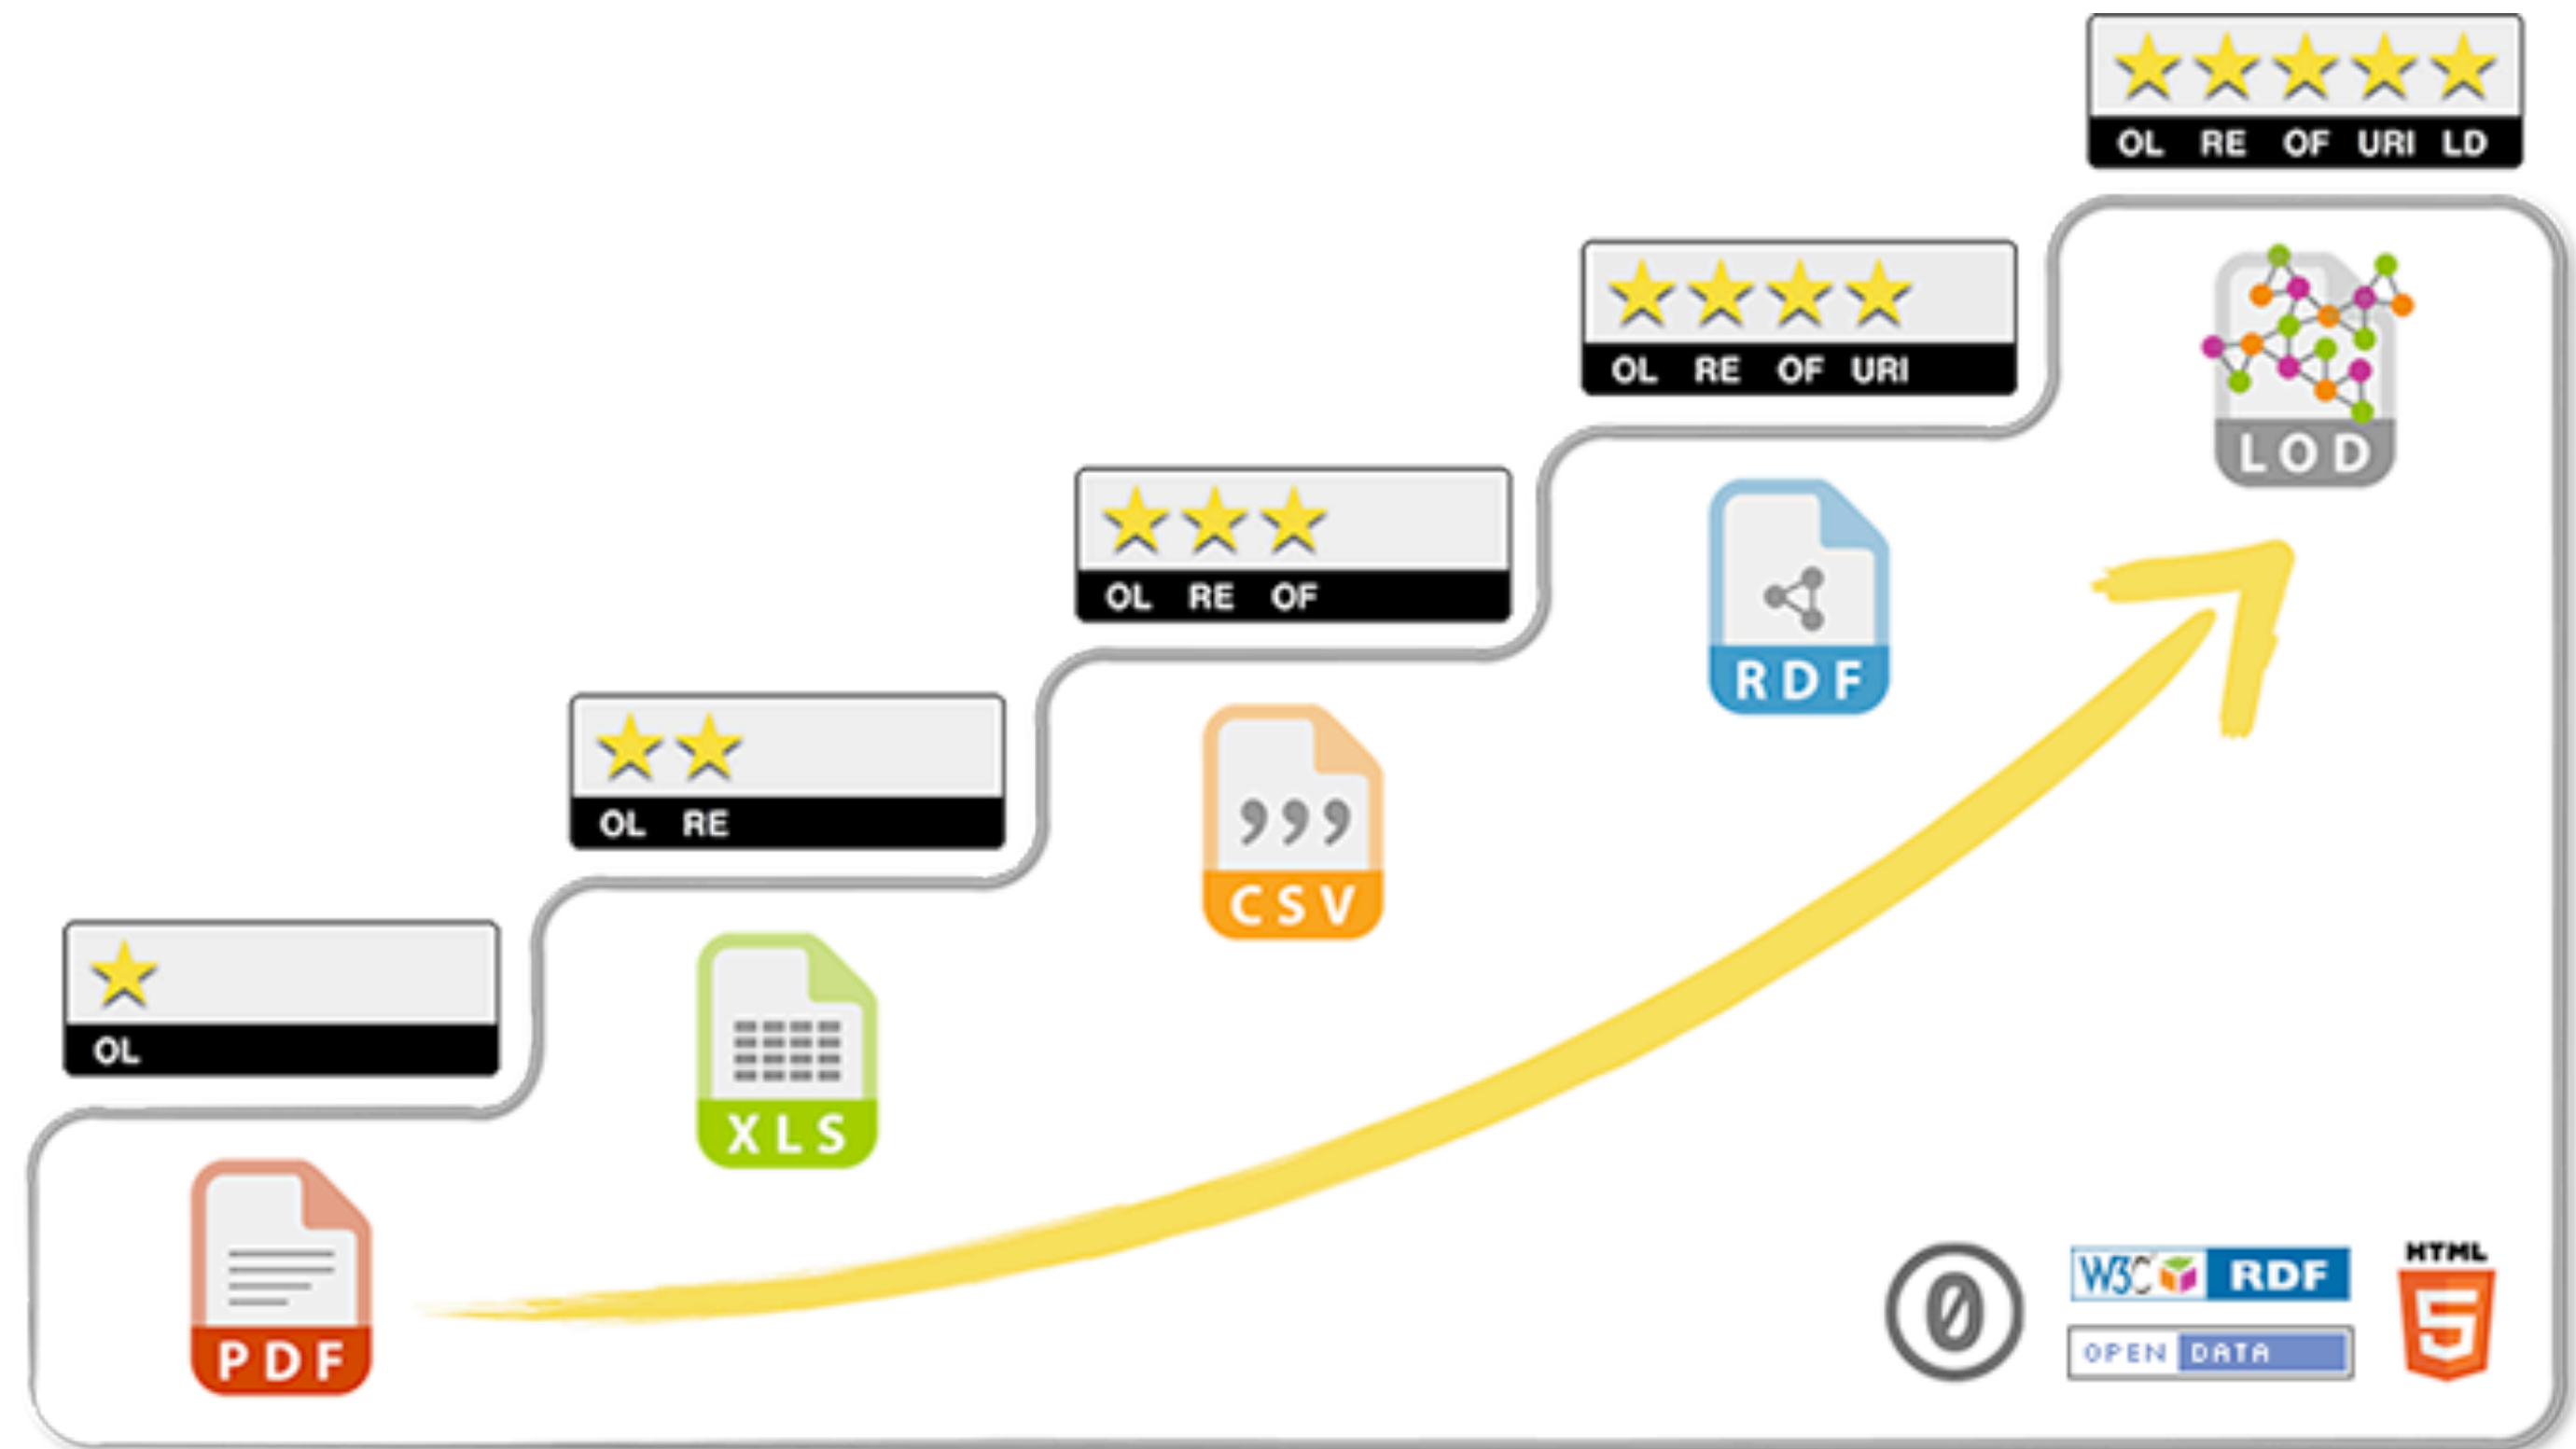 OL RE OF URI LD
LOD
OL RE OF URI
RDF
OL RE OF
CSV
OL RE
XLS
OL
PDF
0
W3C RDF
OPEN DATA
HTML
5